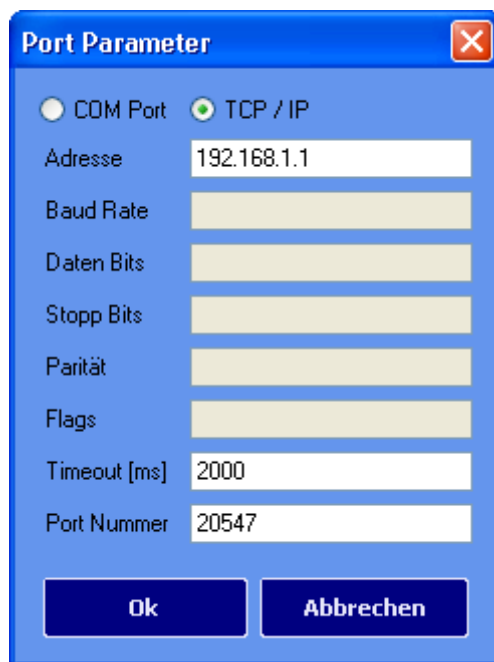 Port Parameter
COM Port TCP / IP
Adresse 192.168.1.1
Baud Rate
Daten Bits
Stopp Bits
Parität
Flags
Timeout [ms] 2000
Port Nummer 20547
Ok Abbrechen